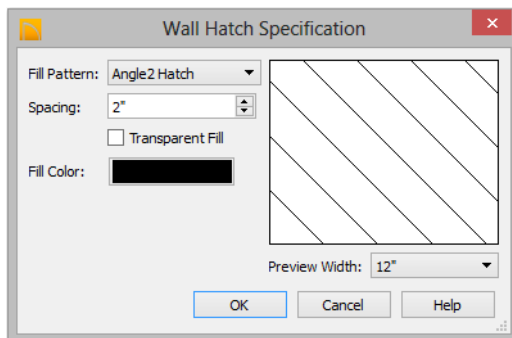 Wall Hatch Specification
Fill Pattern: Angle2 Hatch
Spacing: 2"
Transparent Fill
Fill Color:
Preview Width: 12"
OK Cancel Help